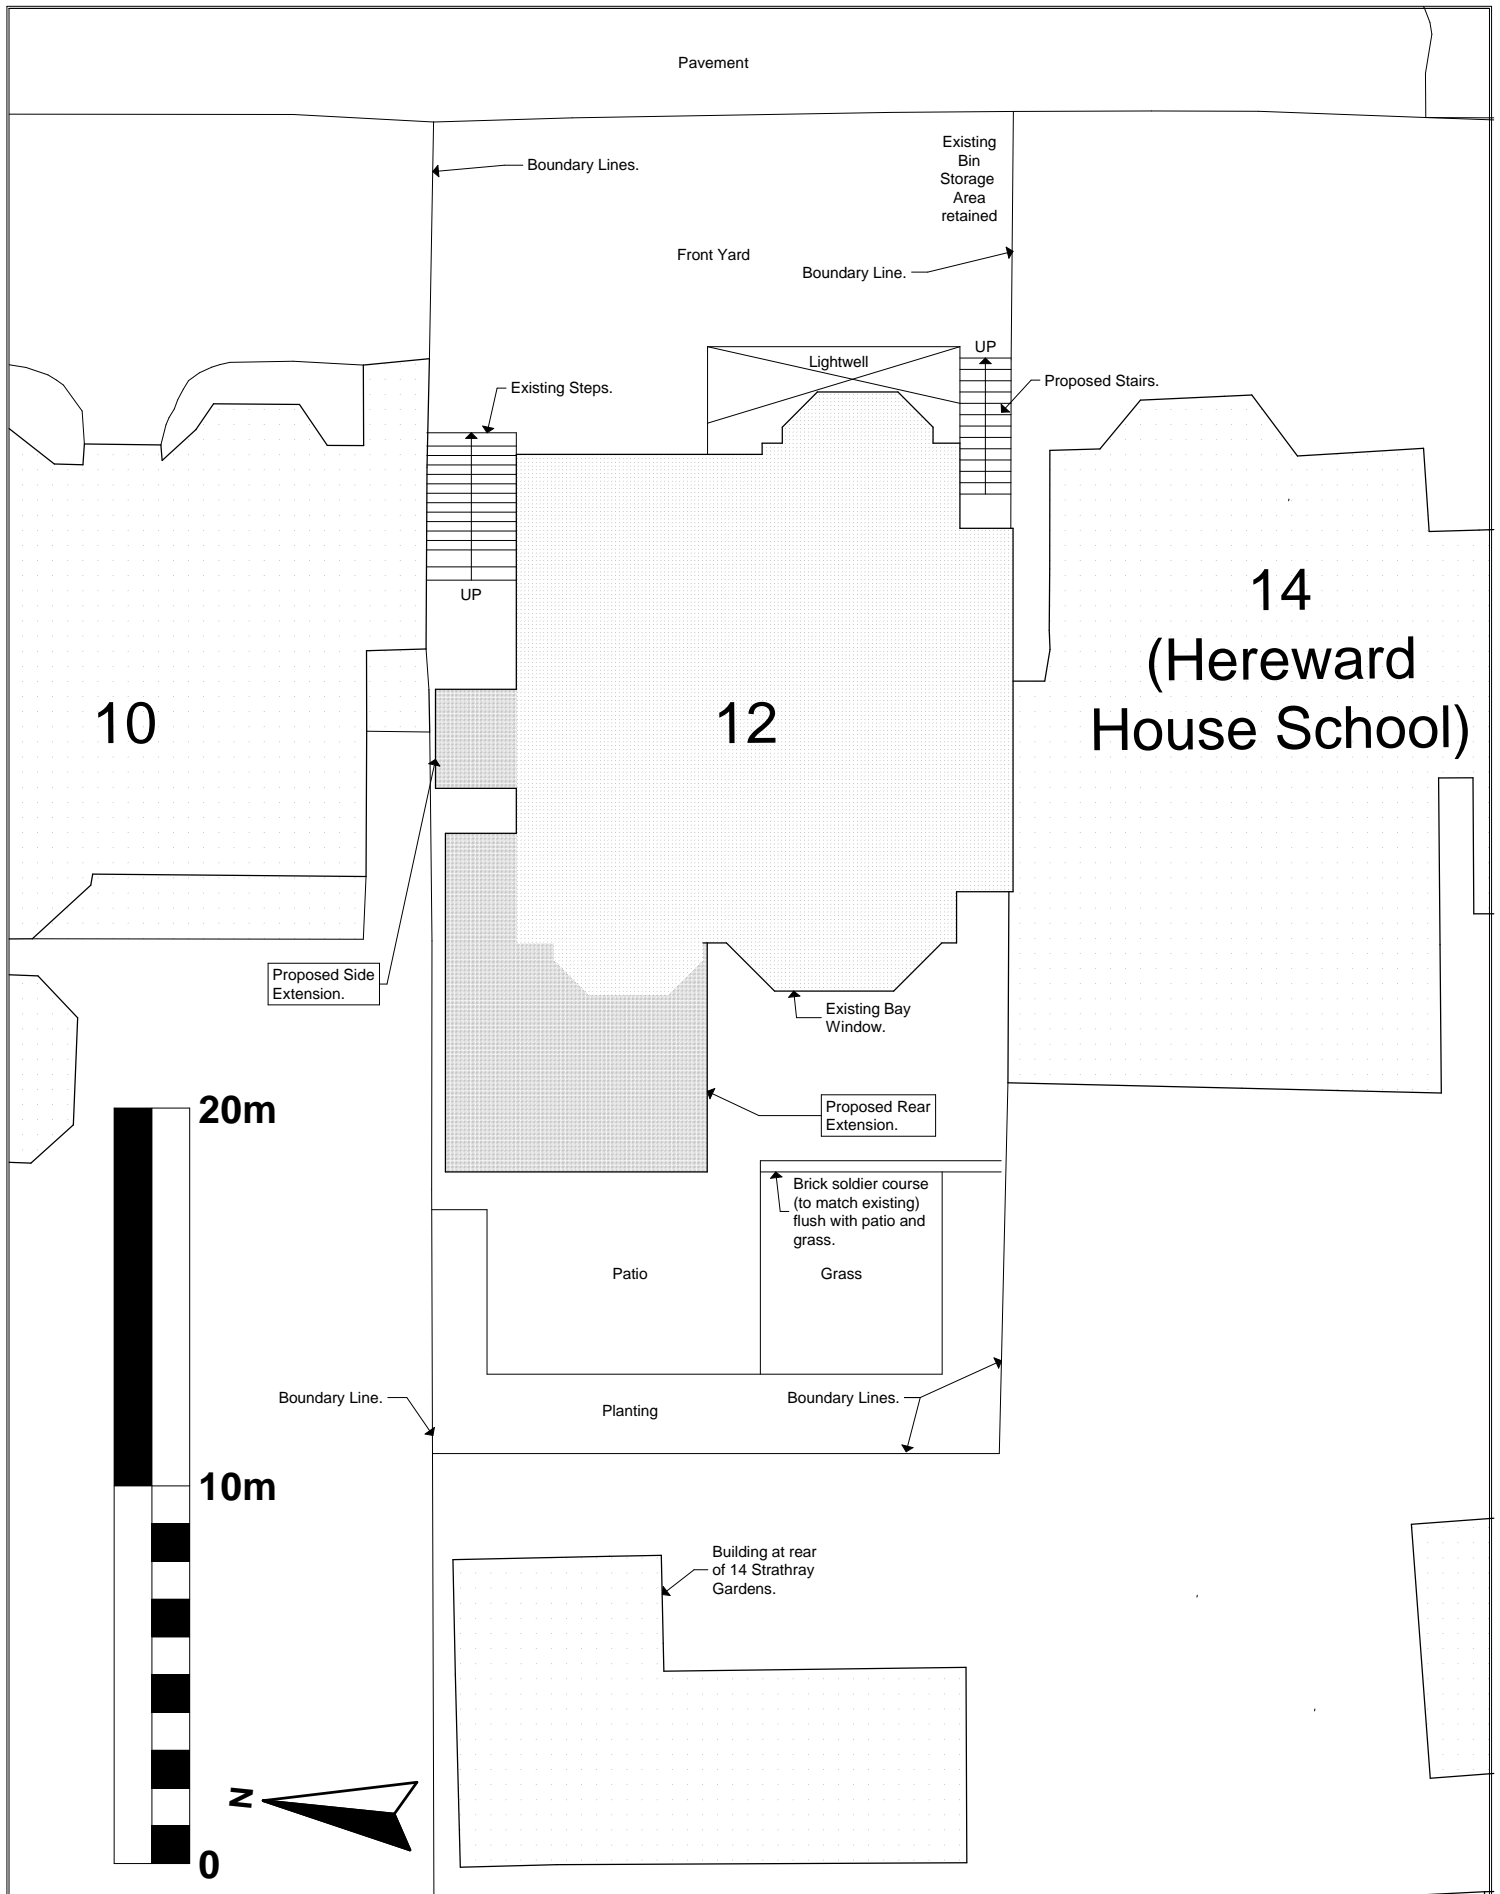 Pavement
Boundary Lines.
Existing
Bin
Storage
Area
retained
Front Yard
Boundary Line.
Lightwell
UP
Existing Steps.
Proposed Stairs.
UP
10
12
14
(Hereward
House School)
Proposed Side
Extension.
Existing Bay
Window.
Proposed Rear
Extension.
20m
Brick soldier course
(to match existing)
flush with patio and
grass.
Patio
Grass
Boundary Line.
Boundary Lines.
Planting
10m
Building at rear
of 14 Strathray
Gardens.
N
0